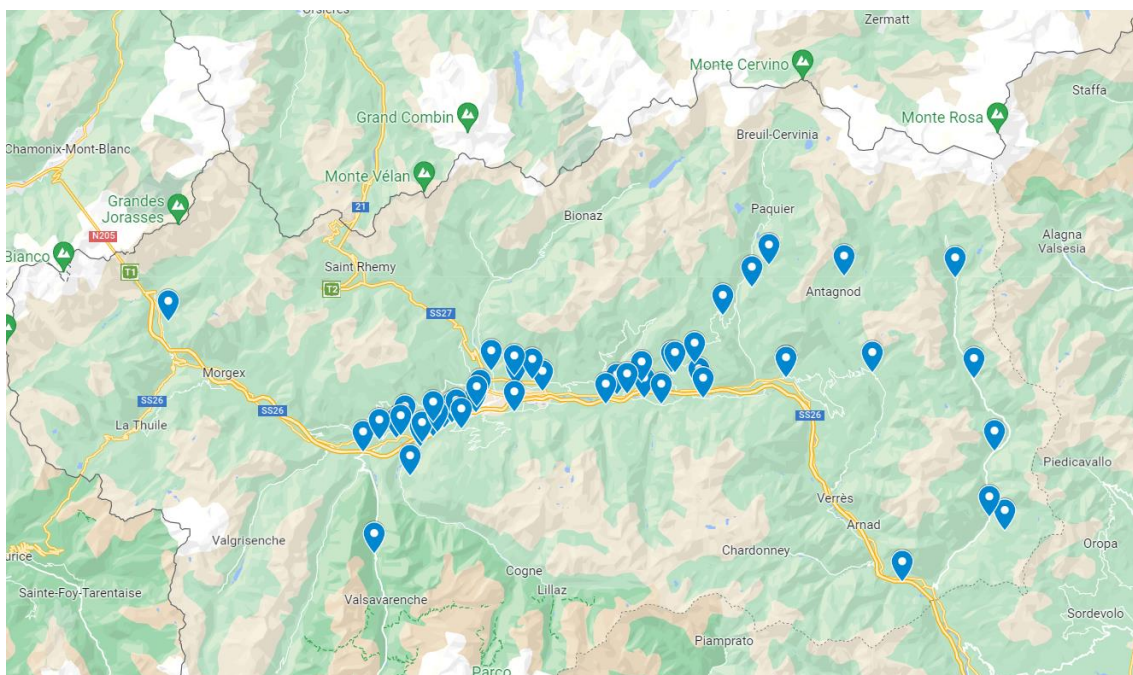 Orsières
Zermatt
Monte Cervino
Staffa
Grand Combin
Monte Rosa
Breuil-Cervinia
Chamonix-Mont-Blanc
Monte Vélan
Grandes
Jorasses
21
Paquier
Bionaz
N205
Alagna
Valsesia
Bianco
Saint Rhemy
T1
T2
Antagnod
SS27
Morgex
SS26
SS26
SS26
La Thuile
Piedicavallo
Verrès
Arnad
Valgrisenche
Chardonney
Oropa
Cogne
Lillaz
Sainte-Foy-Tarentaise
Valsavarenche
Sordevolo
Piamprato
Parco